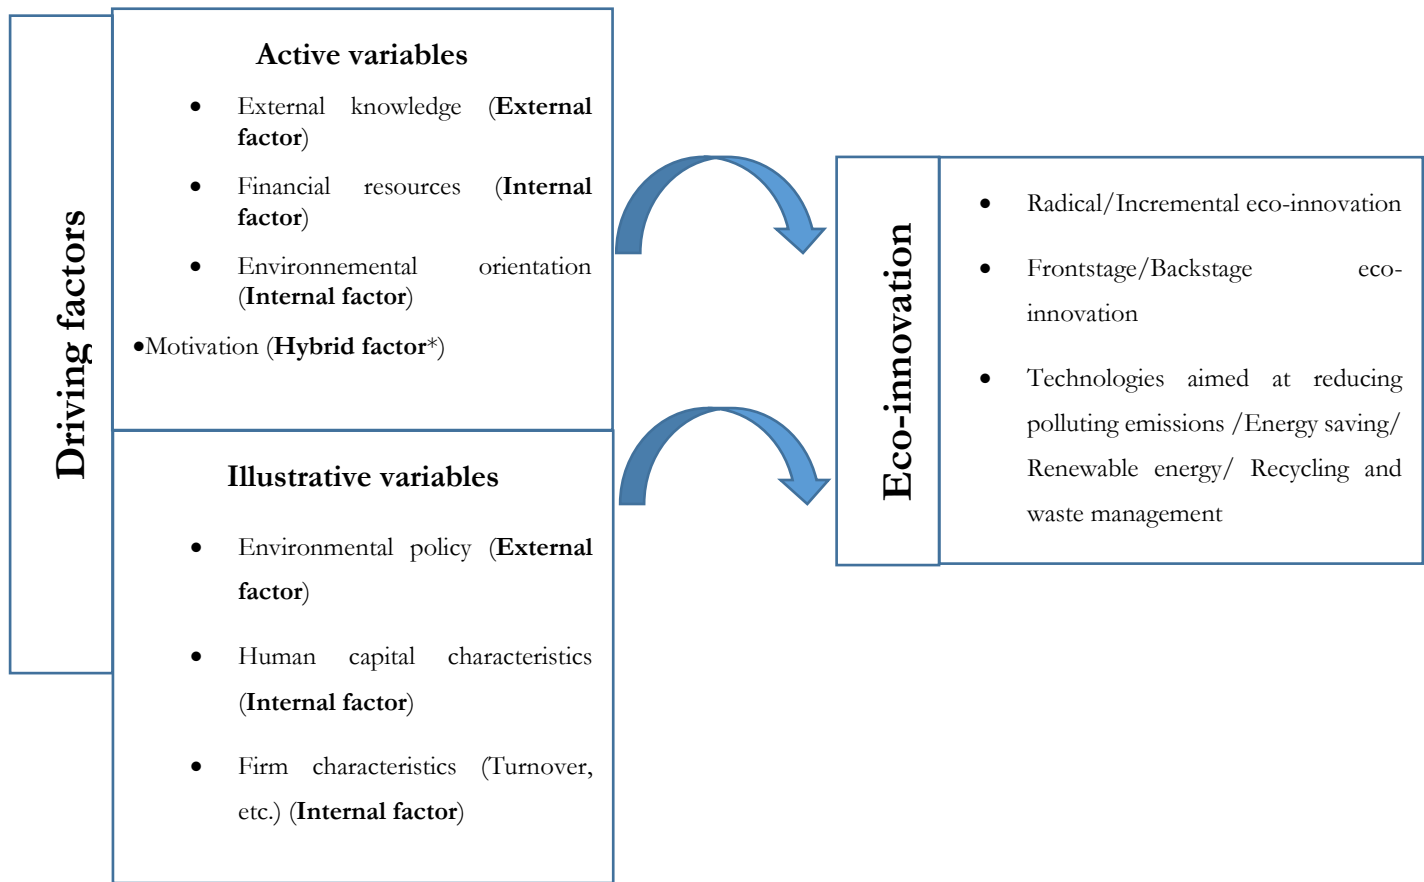 Driving factors
Active variables
• External knowledge (External
factor)
• Financial resources (Internal
factor)
• Environnemental orientation
(Internal factor)
•Motivation (Hybrid factor*)
Illustrative variables
• Environmental policy (External
factor)
• Human capital characteristics
(Internal factor)
• Firm characteristics (Turnover,
etc.) (Internal factor)
Eco-innovation
• Radical/Incremental eco-innovation
• Frontstage/Backstage eco-
innovation
• Technologies aimed at reducing
polluting emissions /Energy saving/
Renewable energy/ Recycling and
waste management